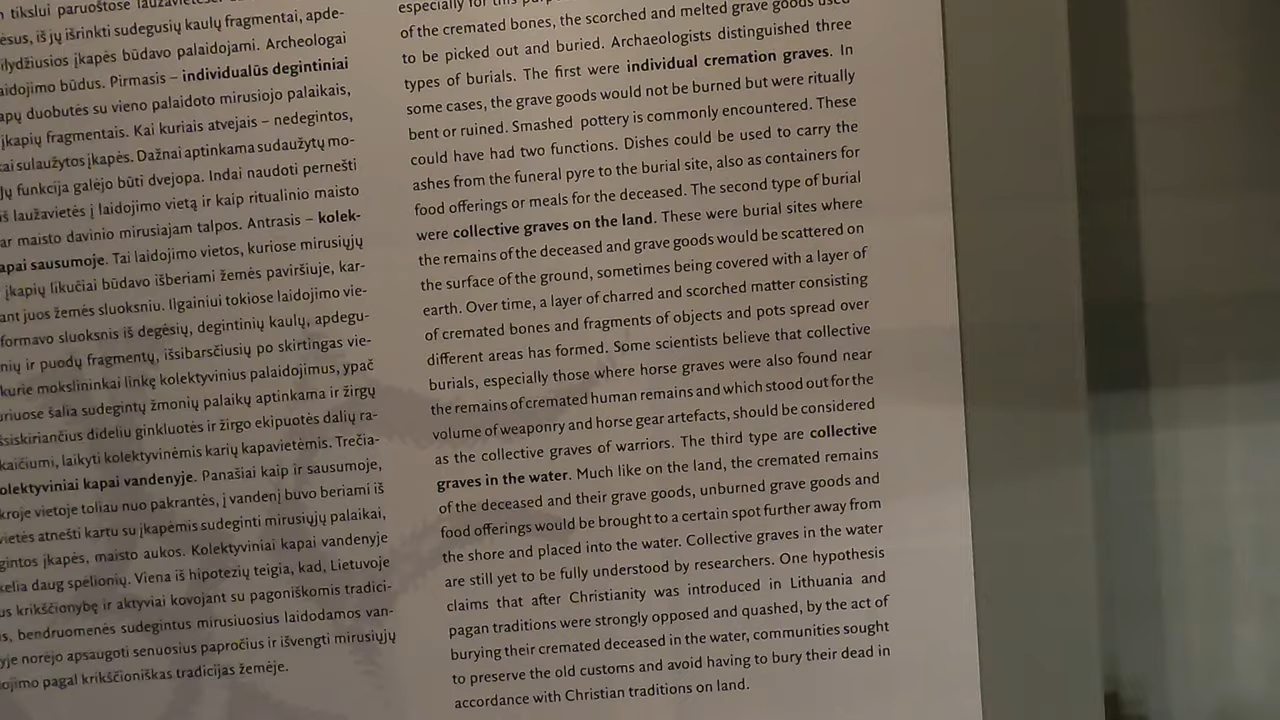 tikslui paruoštose laužavietėse.
iš jų išrinkti sudegusių kaulų fragmentai, apde-
įkapės būdavo palaidojami. Archeologai
būdus. Pirmasis – individualūs degintiniai
duobutės su vieno palaidoto mirusiojo palaikais,
įkapių fragmentais. Kai kuriais atvejais – nedegintos,
sulaužytos įkapės. Dažnai aptinkama sudaužytų mo-
funkcija galėjo būti dvejopa. Indai naudoti pernešti
laužavietės į laidojimo vietą ir kaip ritualinio maisto
ar maisto davinio mirusiajam talpos. Antrasis – kolek-
sausumoje. Tai laidojimo vietos, kuriose mirusiųjų
įkapių likučiai būdavo išberiami žemės paviršiuje, kar-
juos žemės sluoksniu. Ilgainiui tokiose laidojimo vie-
formavo sluoksnis iš degėsių, degintinių kaulų, apdegu-
ir puodų fragmentų, išsibarsčiusių po skirtingas vie-
kurie mokslininkai linkę kolektyvinius palaidojimus, ypač
šalia sudegintų žmonių palaikų aptinkama ir žirgų
dideliu ginkluotės ir žirgo ekipuotės dalių ra-
laikyti kolektyvinėmis karių kapavietėmis. Trečia-
kapai vandenyje. Panašiai kaip ir sausumoje,
vietoje toliau nuo pakrantės, į vandenį buvo beriami iš
atnešti kartu su įkapėmis sudeginti mirusiųjų palaikai,
įkapės, maisto aukos. Kolektyviniai kapai vandenyje
daug spėlionių. Viena iš hipotezių teigia, kad, Lietuvoje
krikščionybę ir aktyviai kovojant su pagoniškomis tradici-
bendruomenės sudegintus mirusiuosius laidodamos van-
norėjo apsaugoti senuosius papročius ir išvengti mirusiųjų
pagal krikščioniškas tradicijas žemėje.
especially for this
of the cremated bones, the scorched and melted grave goods used
to be picked out and buried. Archaeologists distinguished three
types of burials. The first were individual cremation graves. In
some cases, the grave goods would not be burned but were ritually
bent or ruined. Smashed pottery is commonly encountered. These
could have had two functions. Dishes could be used to carry the
ashes from the funeral pyre to the burial site, also as containers for
food offerings or meals for the deceased. The second type of burial
were collective graves on the land. These were burial sites where
the remains of the deceased and grave goods would be scattered on
the surface of the ground, sometimes being covered with a layer of
earth. Over time, a layer of charred and scorched matter consisting
of cremated bones and fragments of objects and pots spread over
different areas has formed. Some scientists believe that collective
burials, especially those where horse graves were also found near
the remains of cremated human remains and which stood out for the
volume of weaponry and horse gear artefacts, should be considered
as the collective graves of warriors. The third type are collective
graves in the water. Much like on the land, the cremated remains
of the deceased and their grave goods, unburned grave goods and
food offerings would be brought to a certain spot further away from
the shore and placed into the water. Collective graves in the water
are still yet to be fully understood by researchers. One hypothesis
claims that after Christianity was introduced in Lithuania and
pagan traditions were strongly opposed and quashed, by the act of
burying their cremated deceased in the water, communities sought
to preserve the old customs and avoid having to bury their dead in
accordance with Christian traditions on land.